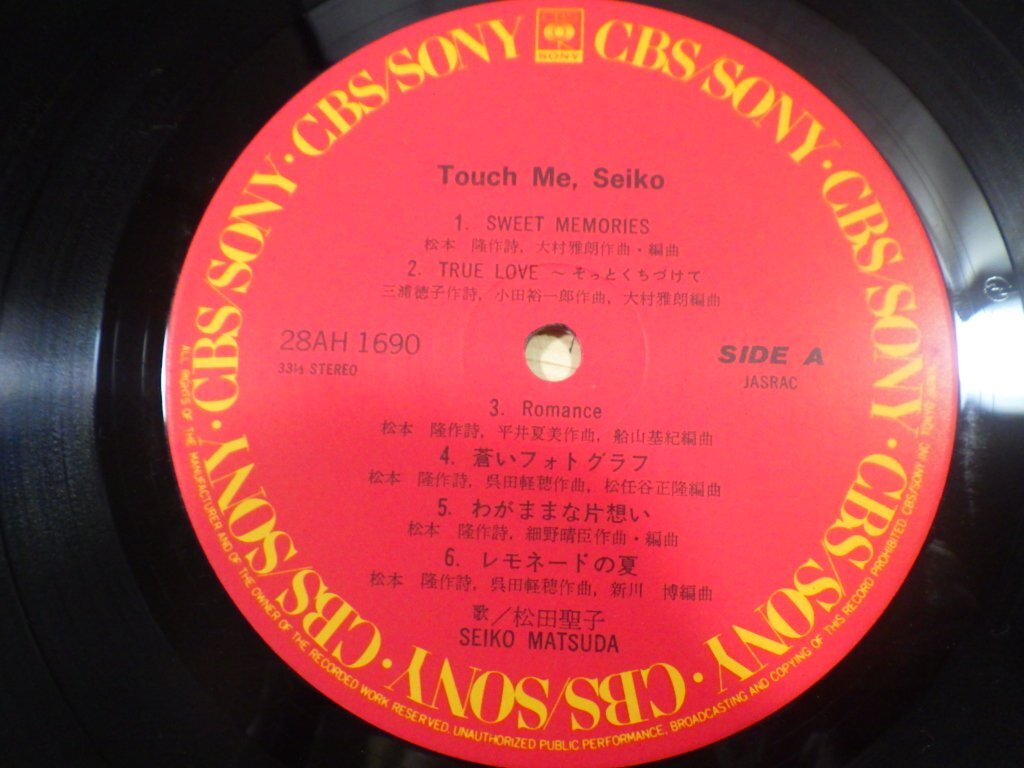 CBS/SONY · CBS/SONY · CBS/SONY · CBS/SONY · CBS/SONY · CBS/SONY · CBS/SONY · CBS/SONY
SONY
Touch Me, Seiko
1. SWEET MEMORIES
松本 隆作詩, 大村雅朗作曲・編曲
2. TRUE LOVE ~ そっとくちづけて
三浦徳子作詩, 小田裕一郎作曲, 大村雅朗編曲
28AH 1690
33⅓ STEREO
SIDE A
JASRAC
3. Romance
松本 隆作詩, 平井夏美作曲, 船山基紀編曲
4. 蒼いフォトグラフ
松本 隆作詩, 呉田軽穂作曲, 松任谷正隆編曲
5. わがままな片想い
松本 隆作詩, 細野晴臣作曲・編曲
6. レモネードの夏
松本 隆作詩, 呉田軽穂作曲, 新川 博編曲
歌／松田聖子
SEIKO MATSUDA
ALL RIGHTS OF THE MANUFACTURER AND OF THE OWNER OF THE RECORDED WORK RESERVED. UNAUTHORIZED PUBLIC PERFORMANCE, BROADCASTING AND COPYING OF THIS RECORD PROHIBITED. CBS/SONY INC. TOKYO JAPAN